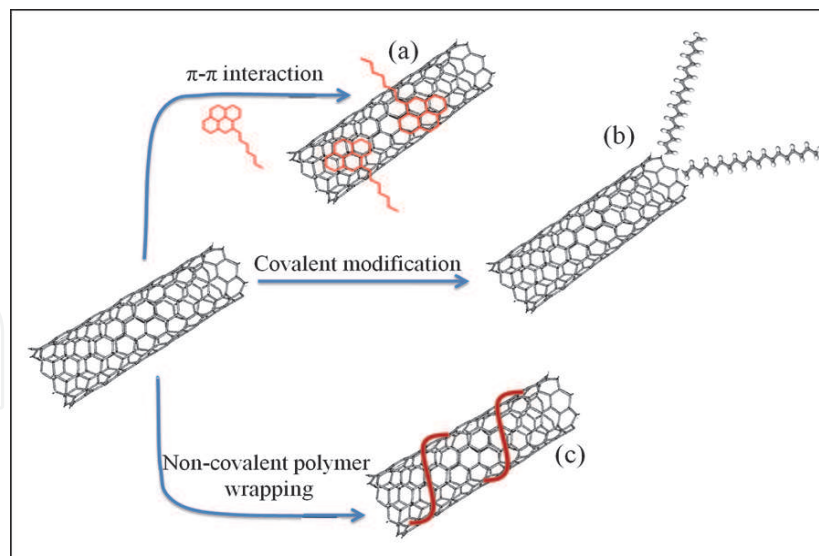 (a)
π-π interaction
(b)
Covalent modification
Non-covalent polymer
wrapping
(c)